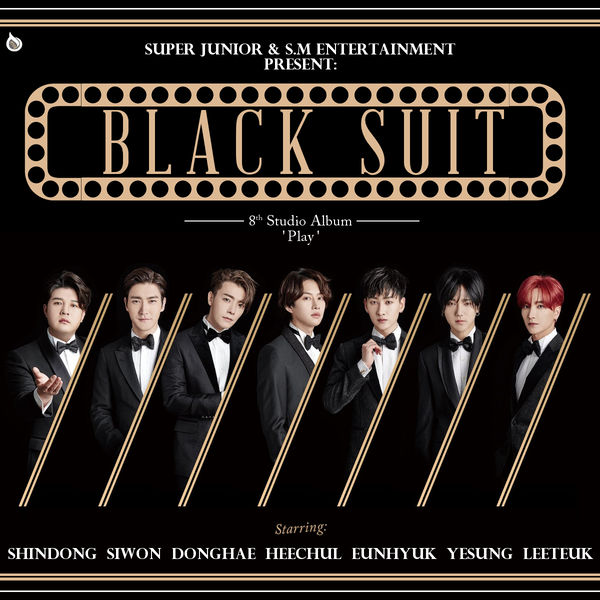 SUPER JUNIOR & S.M ENTERTAINMENT
PRESENT:
BLACK SUIT
8th Studio Album
'Play'
Starring:
SHINDONG SIWON DONGHAE HEECHUL EUNHYUK YESUNG LEETEUK